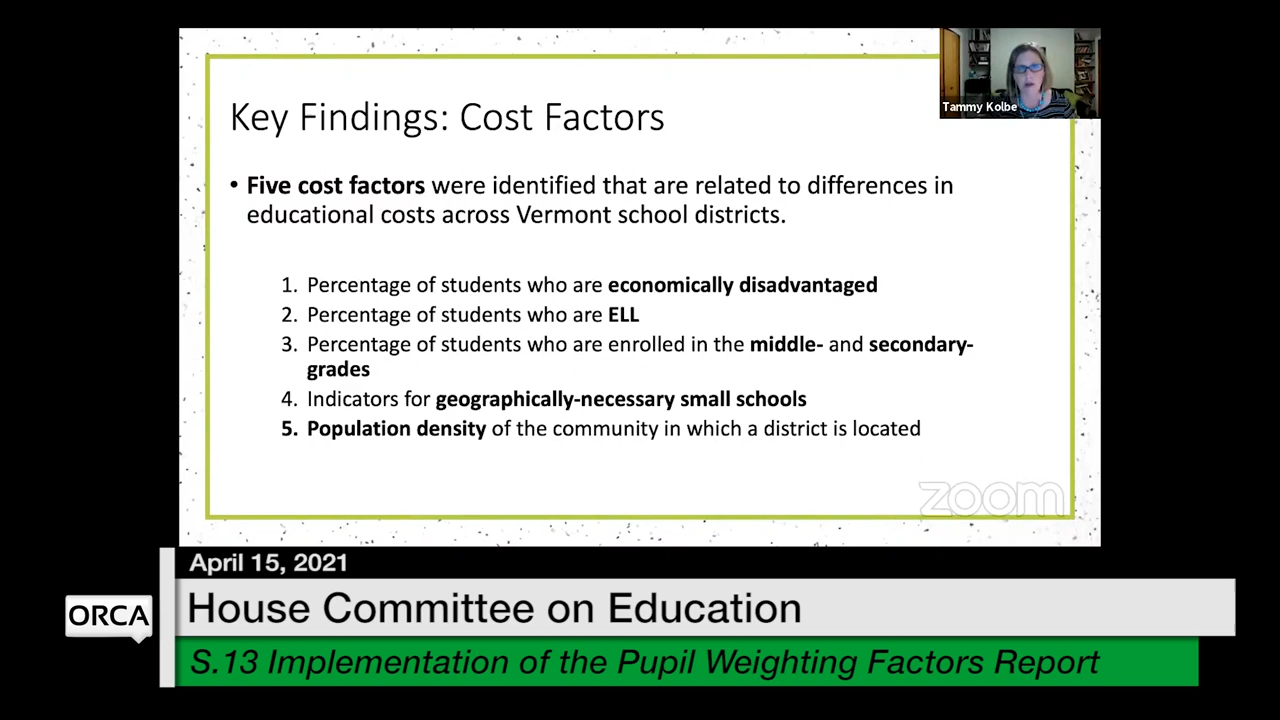 Tammy Kolbe
Key Findings: Cost Factors
• Five cost factors were identified that are related to differences in
educational costs across Vermont school districts.
1. Percentage of students who are economically disadvantaged
2. Percentage of students who are ELL
3. Percentage of students who are enrolled in the middle- and secondary-
grades
4. Indicators for geographically-necessary small schools
5. Population density of the community in which a district is located
zoom
April 15, 2021
ORCA
House Committee on Education
S.13 Implementation of the Pupil Weighting Factors Report